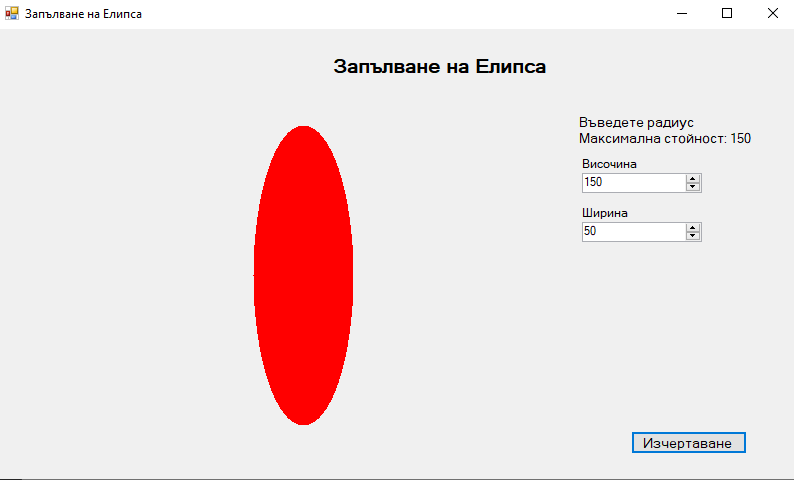 Запълване на Елипса
Запълване на Елипса
Въведете радиус
Максимална стойност: 150
Височина
150
Ширина
50
Изчертаване